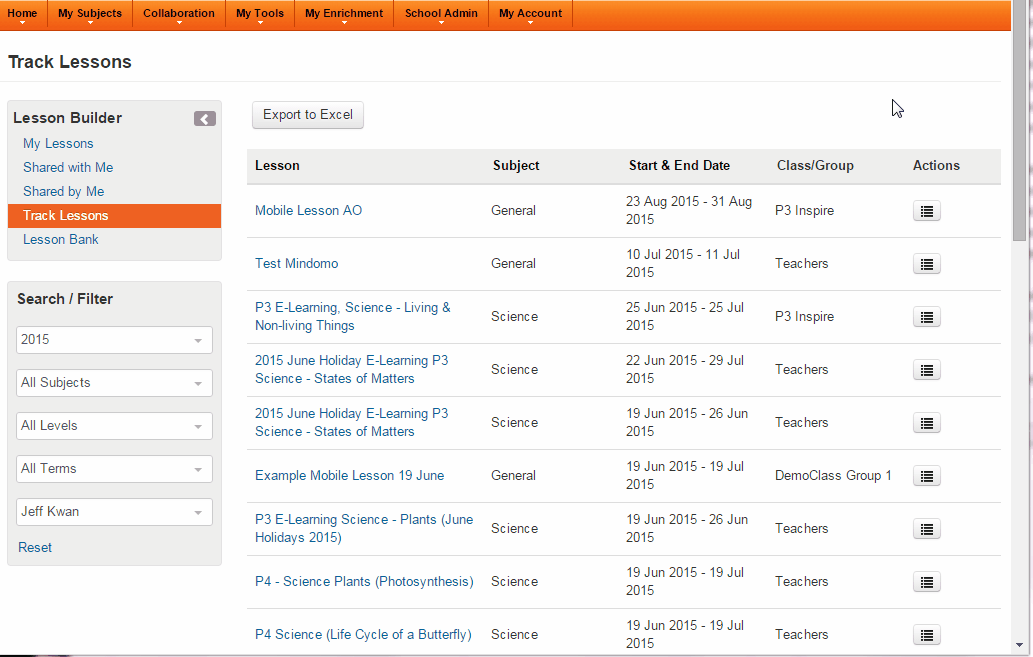 Home My Subjects Collaboration My Tools My Enrichment School Admin My Account
Track Lessons
Lesson Builder
My Lessons
Shared with Me
Shared by Me
Track Lessons
Lesson Bank
Search / Filter
2015
All Subjects
All Levels
All Terms
Jeff Kwan
Reset
Export to Excel
Lesson Subject Start & End Date Class/Group Actions
Mobile Lesson AO General 23 Aug 2015 - 31 Aug P3 Inspire
2015
Test Mindomo General 10 Jul 2015 - 11 Jul Teachers
2015
P3 E-Learning, Science - Living & Science 25 Jun 2015 - 25 Jul P3 Inspire
Non-living Things 2015
2015 June Holiday E-Learning P3 Science 22 Jun 2015 - 29 Jul Teachers
Science - States of Matters 2015
2015 June Holiday E-Learning P3 Science 19 Jun 2015 - 26 Jun Teachers
Science - States of Matters 2015
Example Mobile Lesson 19 June General 19 Jun 2015 - 19 Jul DemoClass Group 1
2015
P3 E-Learning Science - Plants (June Science 19 Jun 2015 - 26 Jun Teachers
Holidays 2015) 2015
P4 - Science Plants (Photosynthesis) Science 19 Jun 2015 - 19 Jul Teachers
2015
P4 Science (Life Cycle of a Butterfly) Science 19 Jun 2015 - 19 Jul Teachers
2015